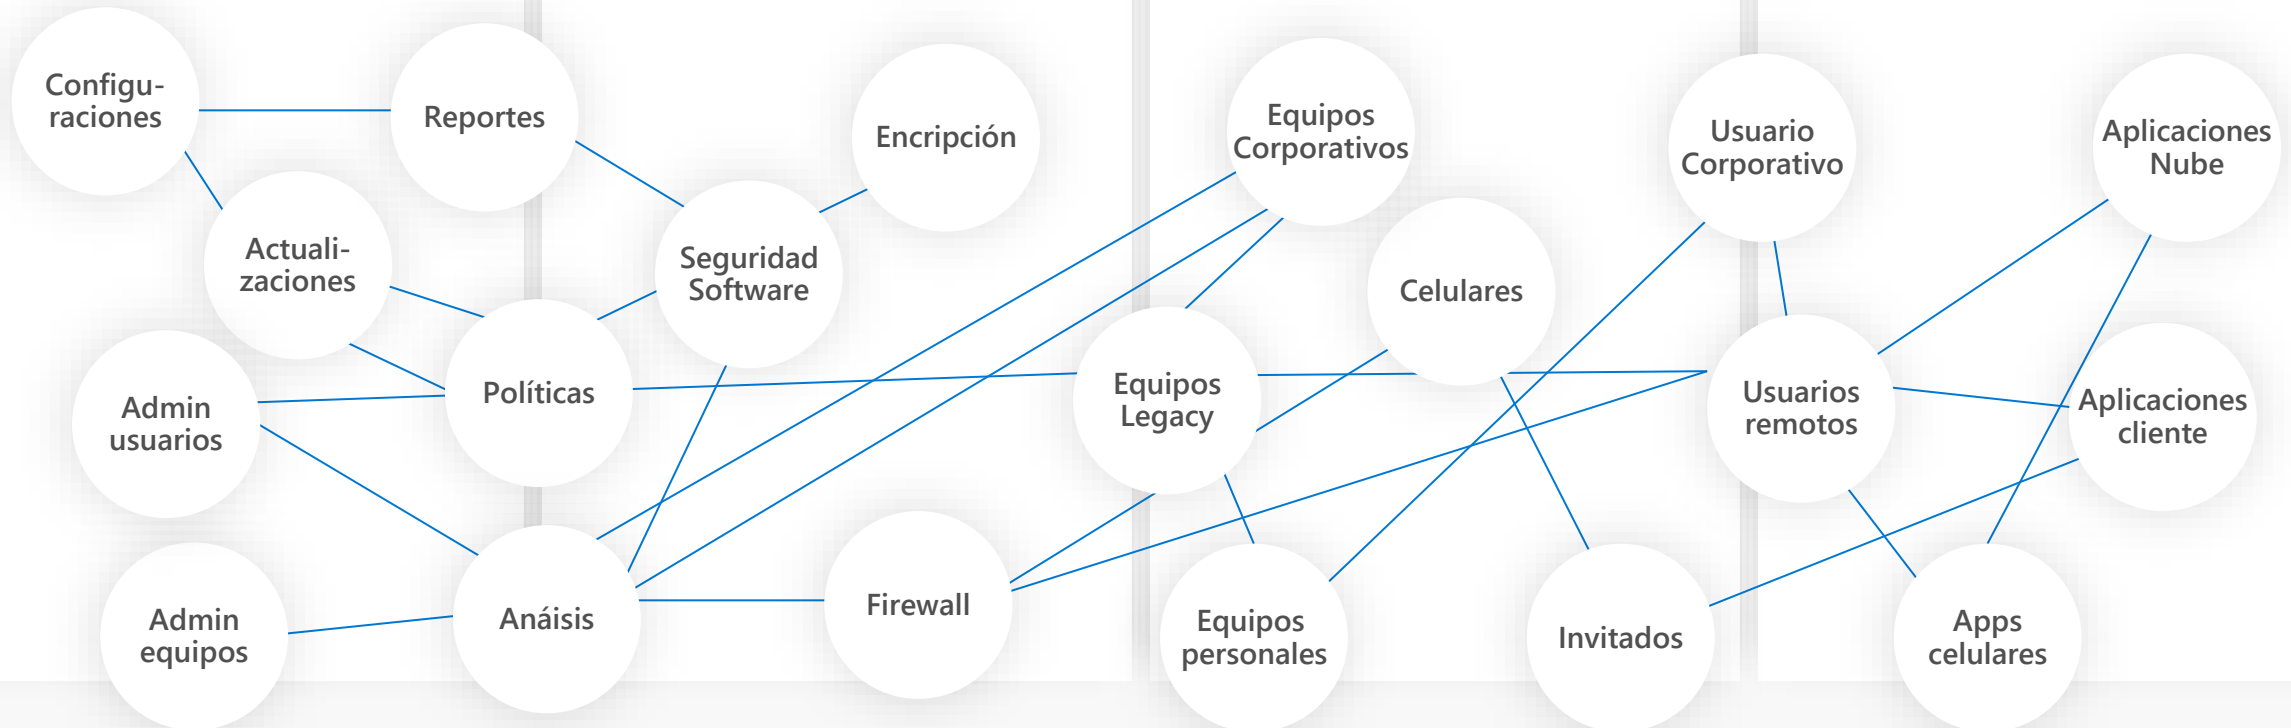 Configu-
raciones
Reportes
Encripción
Equipos
Corporativos
Usuario
Corporativo
Aplicaciones
Nube
Actuali-
zaciones
Seguridad
Software
Celulares
Admin
usuarios
Políticas
Equipos
Legacy
Usuarios
remotos
Aplicaciones
cliente
Admin
equipos
Anáisis
Firewall
Equipos
personales
Invitados
Apps
celulares